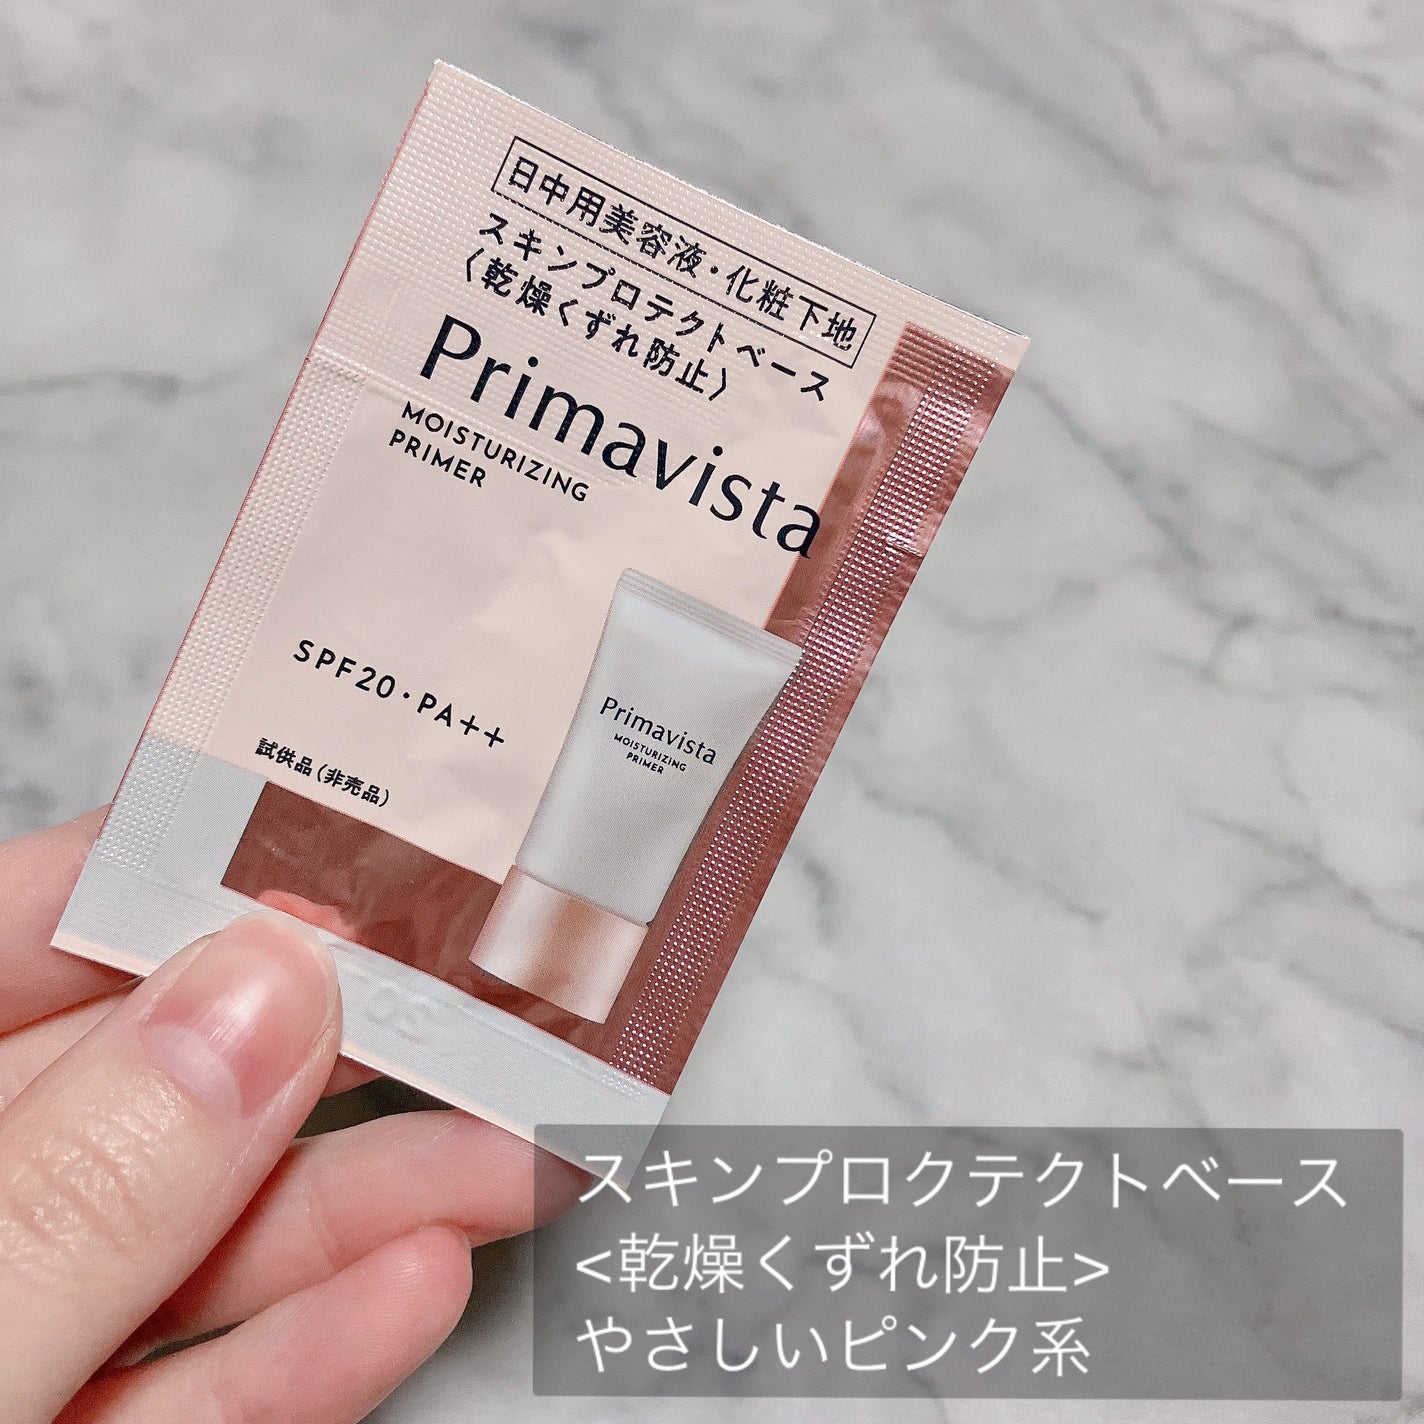 日中用美容液・化粧下地
スキンプロテクトベース
〈乾燥くずれ防止〉
Primavista
MOISTURIZING
PRIMER
SPF20・PA++
試供品（非売品）
Primavista
MOISTURIZING
PRIMER
スキンプロクテクトベース
<乾燥くずれ防止>
やさしいピンク系